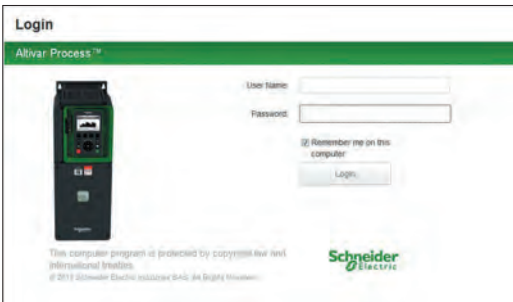 Login
Altivar Process™
User Name
Password
Remember me on this
computer
Login
This computer program is protected by copyright law and
international treaties.
Schneider
Electric